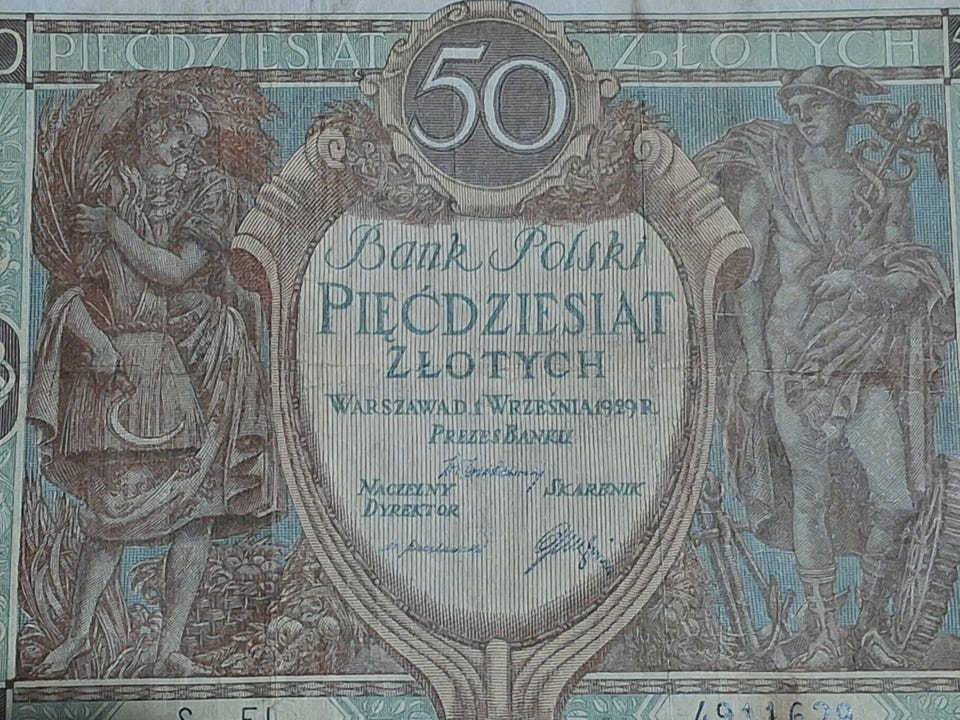 PIĘĆDZIESIĄT 50 ZŁOTYCH
Bank Polski
PIĘĆDZIESIĄT
ZŁOTYCH
WARSZAWA D. 1 WRZEŚNIA 1929 R.
PREZES BANKU
NACZELNY SKARBNIK
DYREKTOR